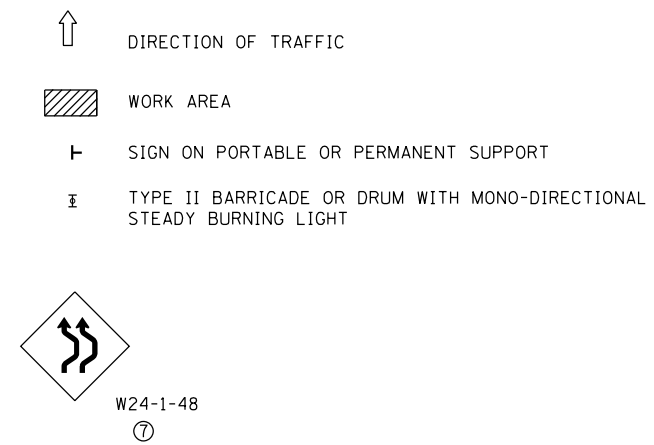 DIRECTION OF TRAFFIC
WORK AREA
SIGN ON PORTABLE OR PERMANENT SUPPORT
TYPE II BARRICADE OR DRUM WITH MONO-DIRECTIONAL
STEADY BURNING LIGHT
W24-1-48
7